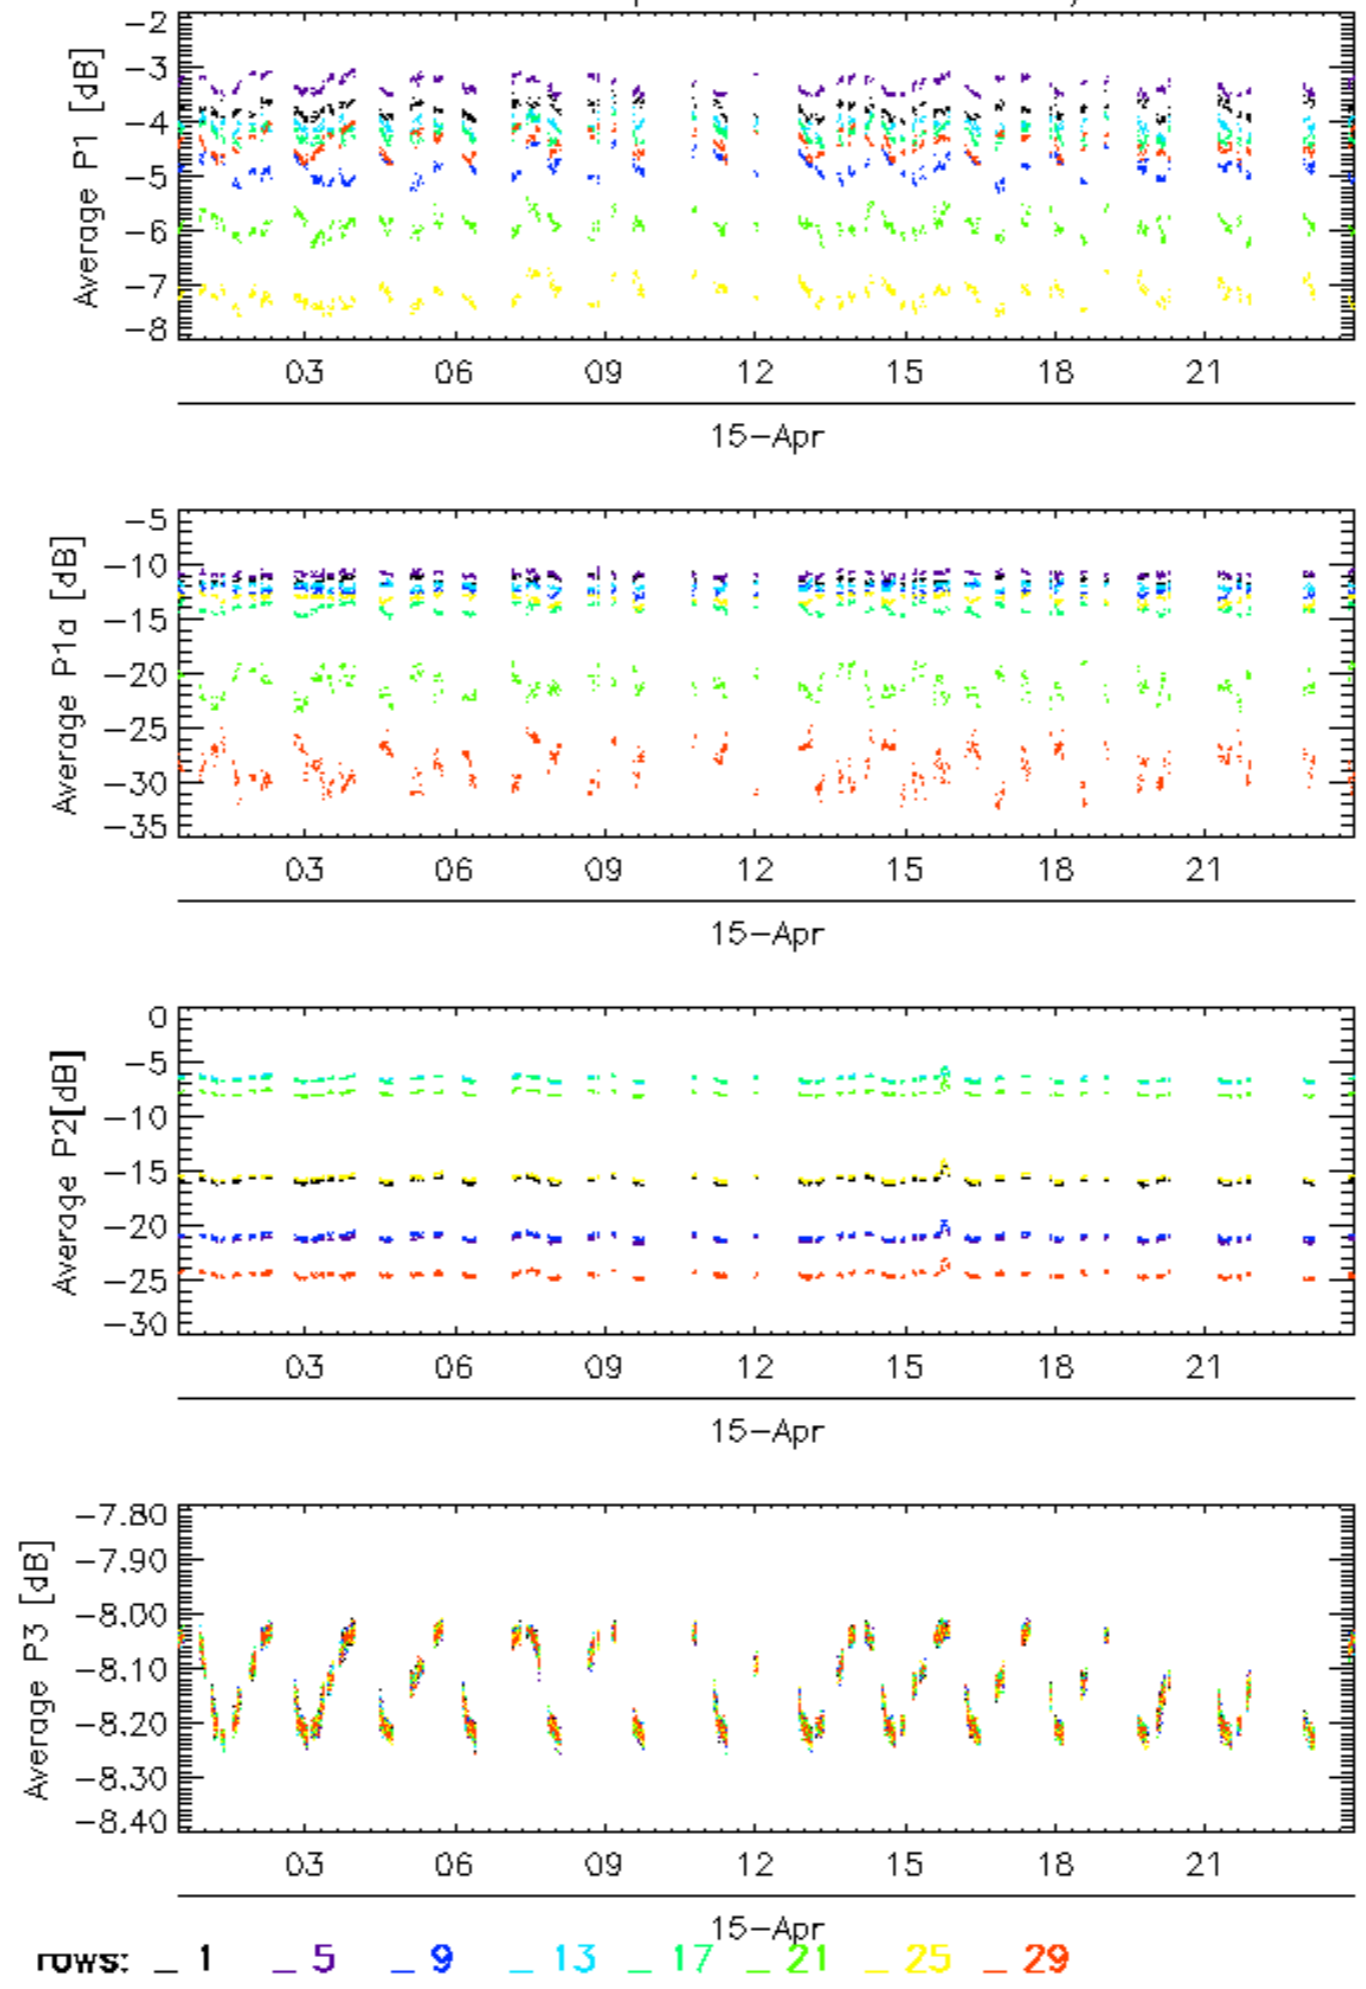 -2
-3
-4
-5
-6
-7
-8
Average P1 [dB]
03 06 09 12 15 18 21
15-Apr
-5
-10
-15
-20
-25
-30
-35
Average P1a [dB]
03 06 09 12 15 18 21
15-Apr
0
-5
-10
-15
-20
-25
-30
Average P2[dB]
03 06 09 12 15 18 21
15-Apr
-7.80
-7.90
-8.00
-8.10
-8.20
-8.30
-8.40
Average P3 [dB]
03 06 09 12 15 18 21
15-Apr
rows: _ 1 _ 5 _ 9 _ 13 _ 17 _ 21 _ 25 _ 29